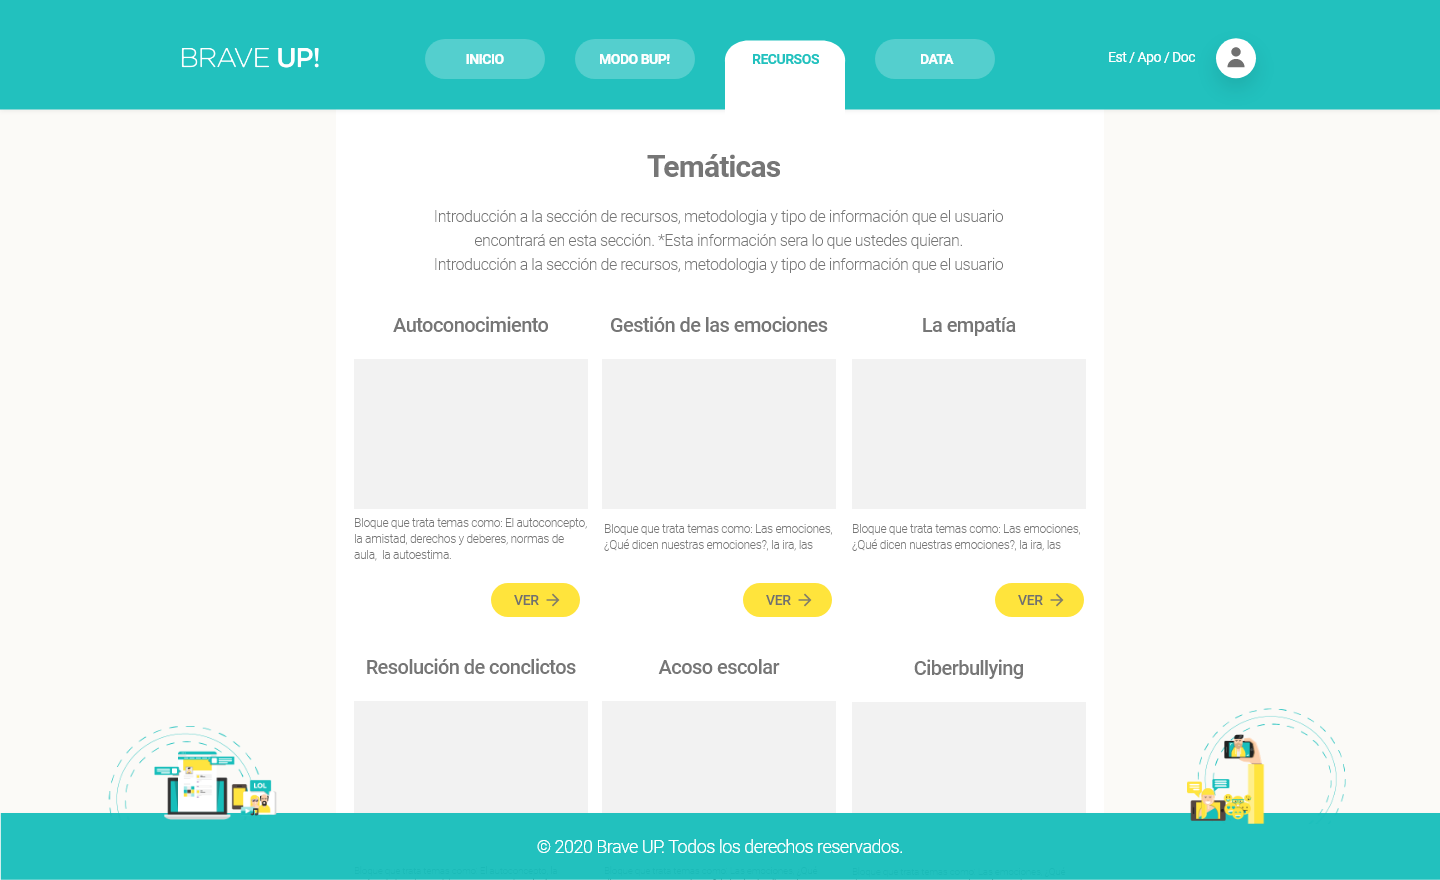 BRAVE UP!
INICIO
MODO BUP!
RECURSOS
DATA
Est / Apo / Doc
Temáticas
Introducción a la sección de recursos, metodologia y tipo de información que el usuario
encontrará en esta sección. *Esta información sera lo que ustedes quieran.
Introducción a la sección de recursos, metodologia y tipo de información que el usuario
Autoconocimiento
Gestión de las emociones
La empatía
Bloque que trata temas como: El autoconcepto,
la amistad, derechos y deberes, normas de
aula, la autoestima.
Bloque que trata temas como: Las emociones,
¿Qué dicen nuestras emociones?, la ira, las
Bloque que trata temas como: Las emociones,
¿Qué dicen nuestras emociones?, la ira, las
VER
VER
VER
Resolución de conclictos
Acoso escolar
Ciberbullying
LOL
© 2020 Brave UP. Todos los derechos reservados.